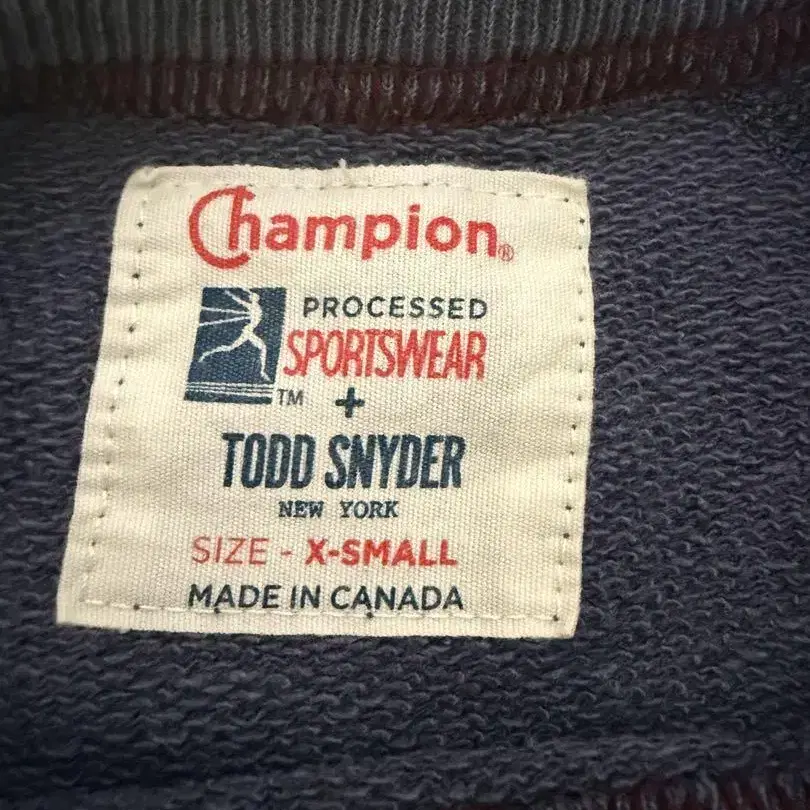 Champion®
PROCESSED
SPORTSWEAR
TM +
TODD SNYDER
NEW YORK
SIZE - X-SMALL
MADE IN CANADA